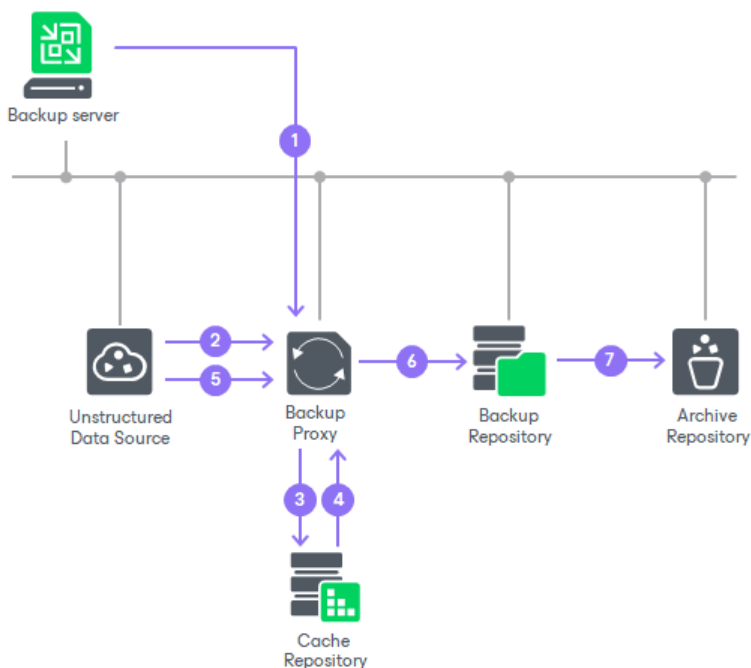 Backup server
1
2
5
6
7
Unstructured
Data Source
Backup
Proxy
Backup
Repository
Archive
Repository
3
4
Cache
Repository